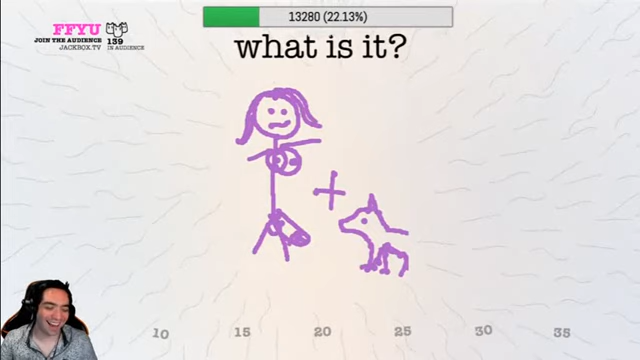 13280 (22.13%)
FFYU
JOIN THE AUDIENCE
JACKBOX.TV
139
IN AUDIENCE
what is it?
+
10 15 20 25 30 35